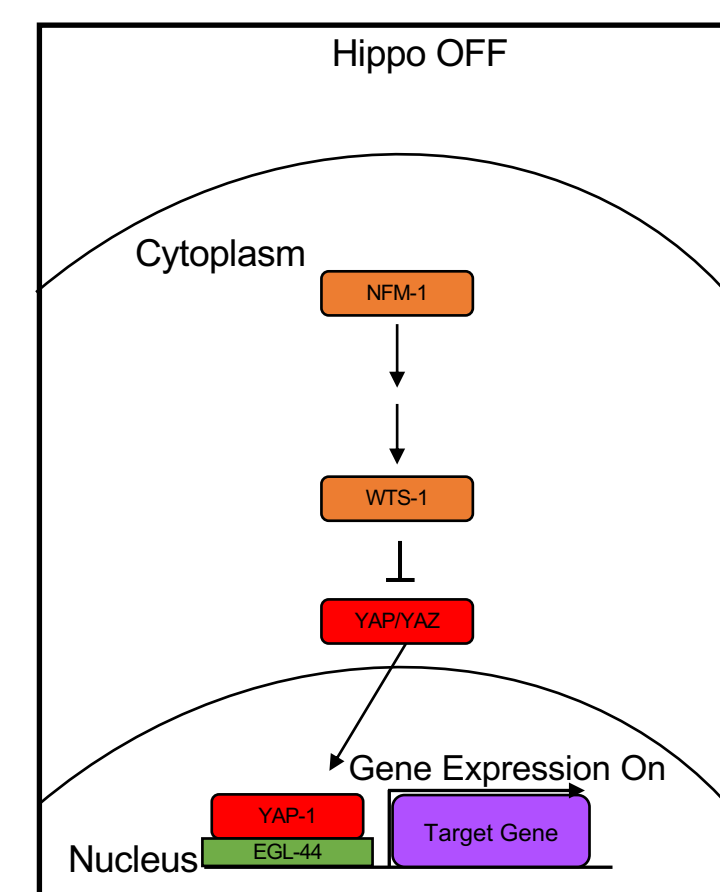 Hippo OFF
Cytoplasm
NFM-1
WTS-1
YAP/YAZ
Gene Expression On
YAP-1
Target Gene
EGL-44
Nucleus